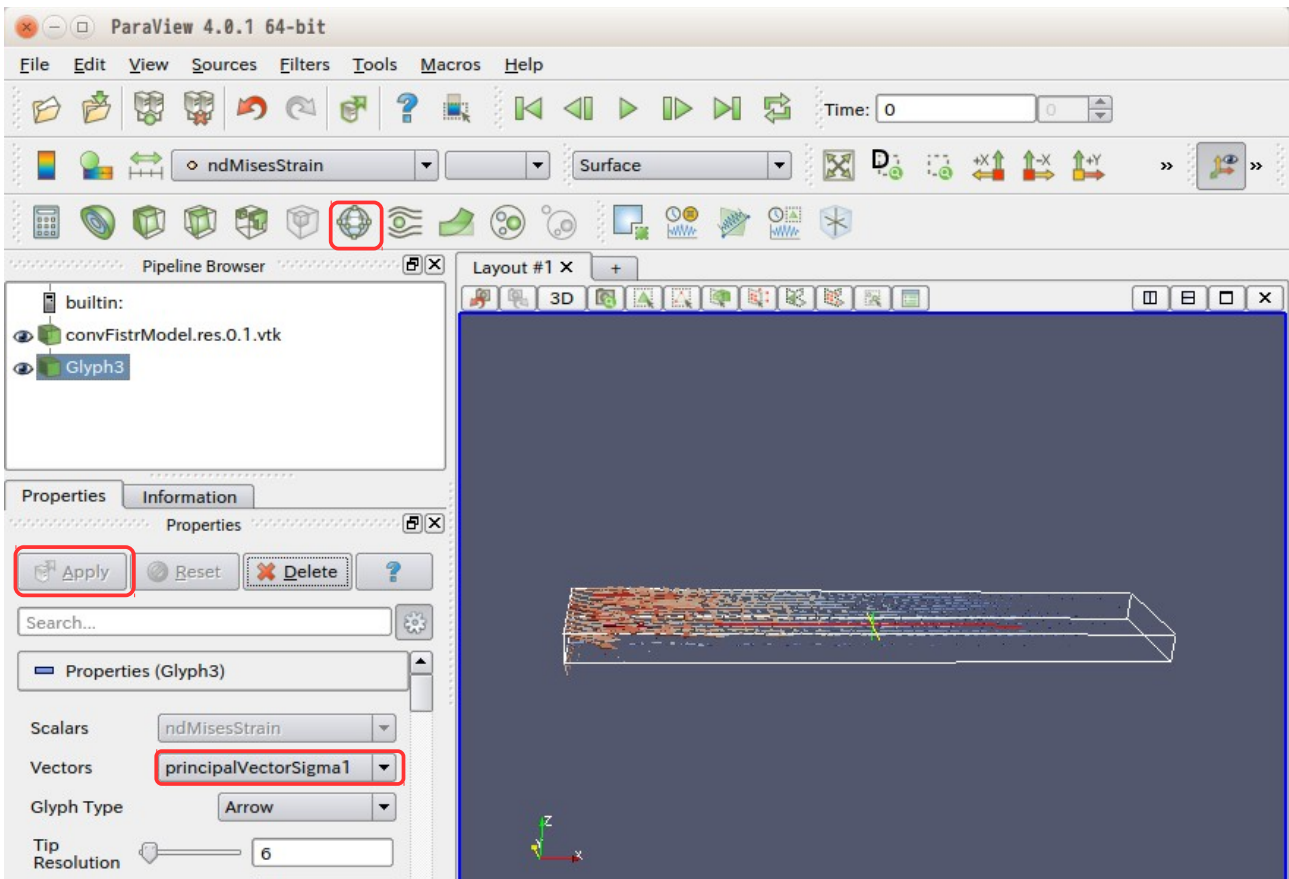 ParaView 4.0.1 64-bit
File Edit View Sources Filters Tools Macros Help
Time: 0 0
ndMisesStrain Surface D +X -X +Y » »
Pipeline Browser
Layout #1 X +
3D
builtin:
convFistrModel.res.0.1.vtk
Glyph3
Properties Information
Properties
Apply Reset Delete ?
Search...
Properties (Glyph3)
Scalars ndMisesStrain
Vectors principalVectorSigma1
Glyph Type Arrow
Tip
Resolution 6
Z
Y
X